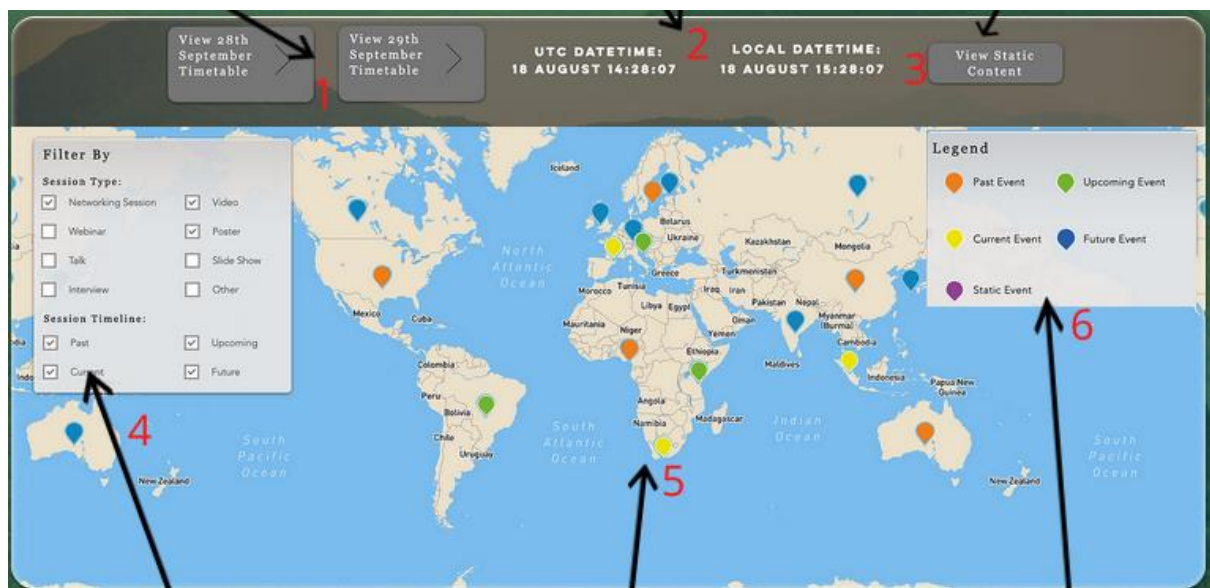 View 28th
September
Timetable
1
View 29th
September
Timetable
UTC DATETIME:
18 AUGUST 14:28:07
2
LOCAL DATETIME:
18 AUGUST 15:28:07
3
View Static
Content
Filter By
Session Type:
Networking Session
Video
Webinar
Poster
Talk
Slide Show
Interview
Other
Session Timeline:
Past
Upcoming
Current
Future
4
Legend
Past Event
Upcoming Event
Current Event
Future Event
Static Event
6
Iceland
Belarus
Ukraine
Kazakhstan
Mongolia
North
Atlantic
Ocean
Greece
Turkmenistan
Morocco
Tunisia
Iraq
Iran
Libya
Egypt
Pakistan
Nepal
Mexico
Cuba
Mauritania
Niger
Oman
Yemen
Myanmar
(Burma)
Cambodia
Ethiopia
Maldives
Colombia
Indonesia
Papua New
Guinea
Peru
Bolivia
Angola
Namibia
Madagascar
Chile
Uruguay
South
Atlantic
Ocean
Indian
Ocean
South
Pacific
Ocean
South
Pacific
Ocean
New Zealand
New Zealand
5